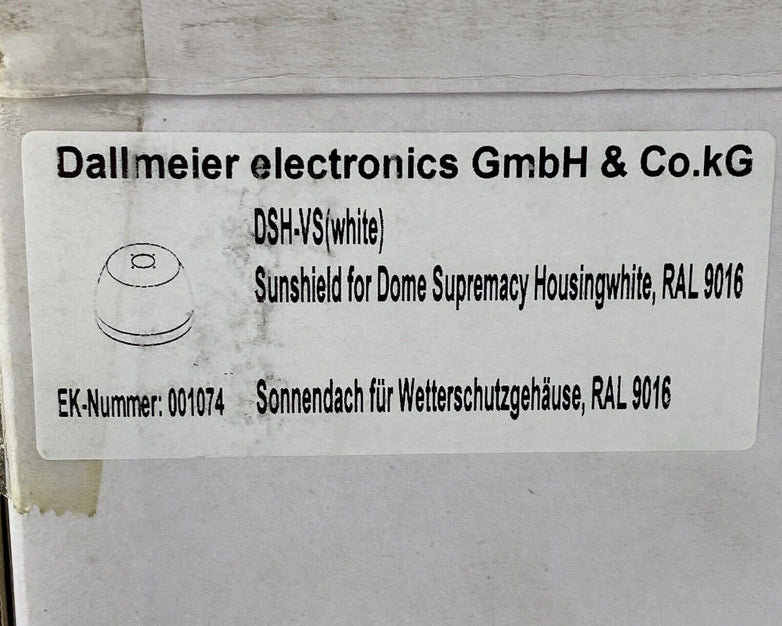 Dallmeier electronics GmbH & Co.kG
DSH-VS(white)
Sunshield for Dome Supremacy Housingwhite, RAL 9016
EK-Nummer: 001074
Sonnendach für Wetterschutzgehäuse, RAL 9016